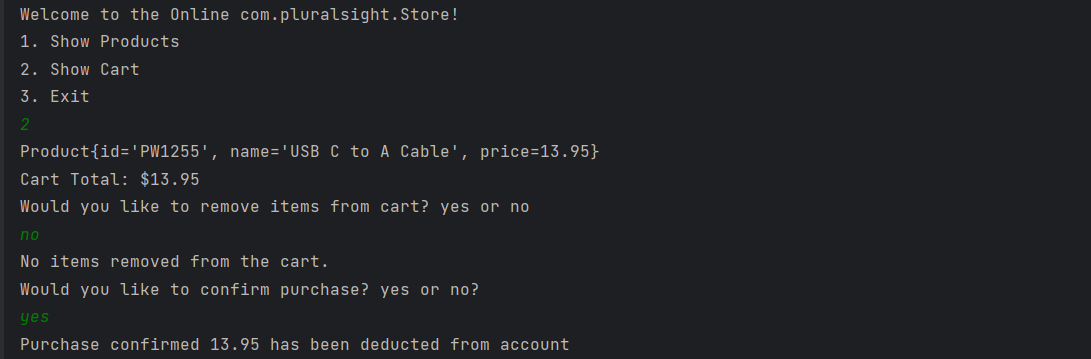 Welcome to the Online com.pluralsight.Store!
1. Show Products
2. Show Cart
3. Exit
2
Product{id='PW1255', name='USB C to A Cable', price=13.95}
Cart Total: $13.95
Would you like to remove items from cart? yes or no
no
No items removed from the cart.
Would you like to confirm purchase? yes or no?
yes
Purchase confirmed 13.95 has been deducted from account